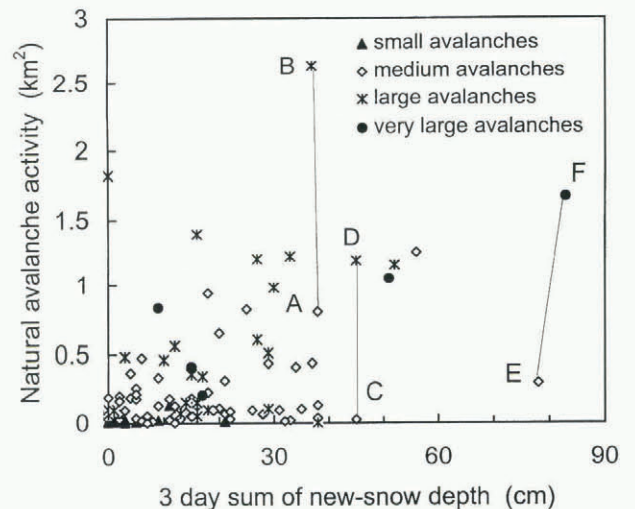 3
2.5
2
1.5
1
0.5
0
Natural avalanche activity (km²)
small avalanches
medium avalanches
large avalanches
very large avalanches
B
F
D
A
C
E
0
30
60
90
3 day sum of new-snow depth (cm)